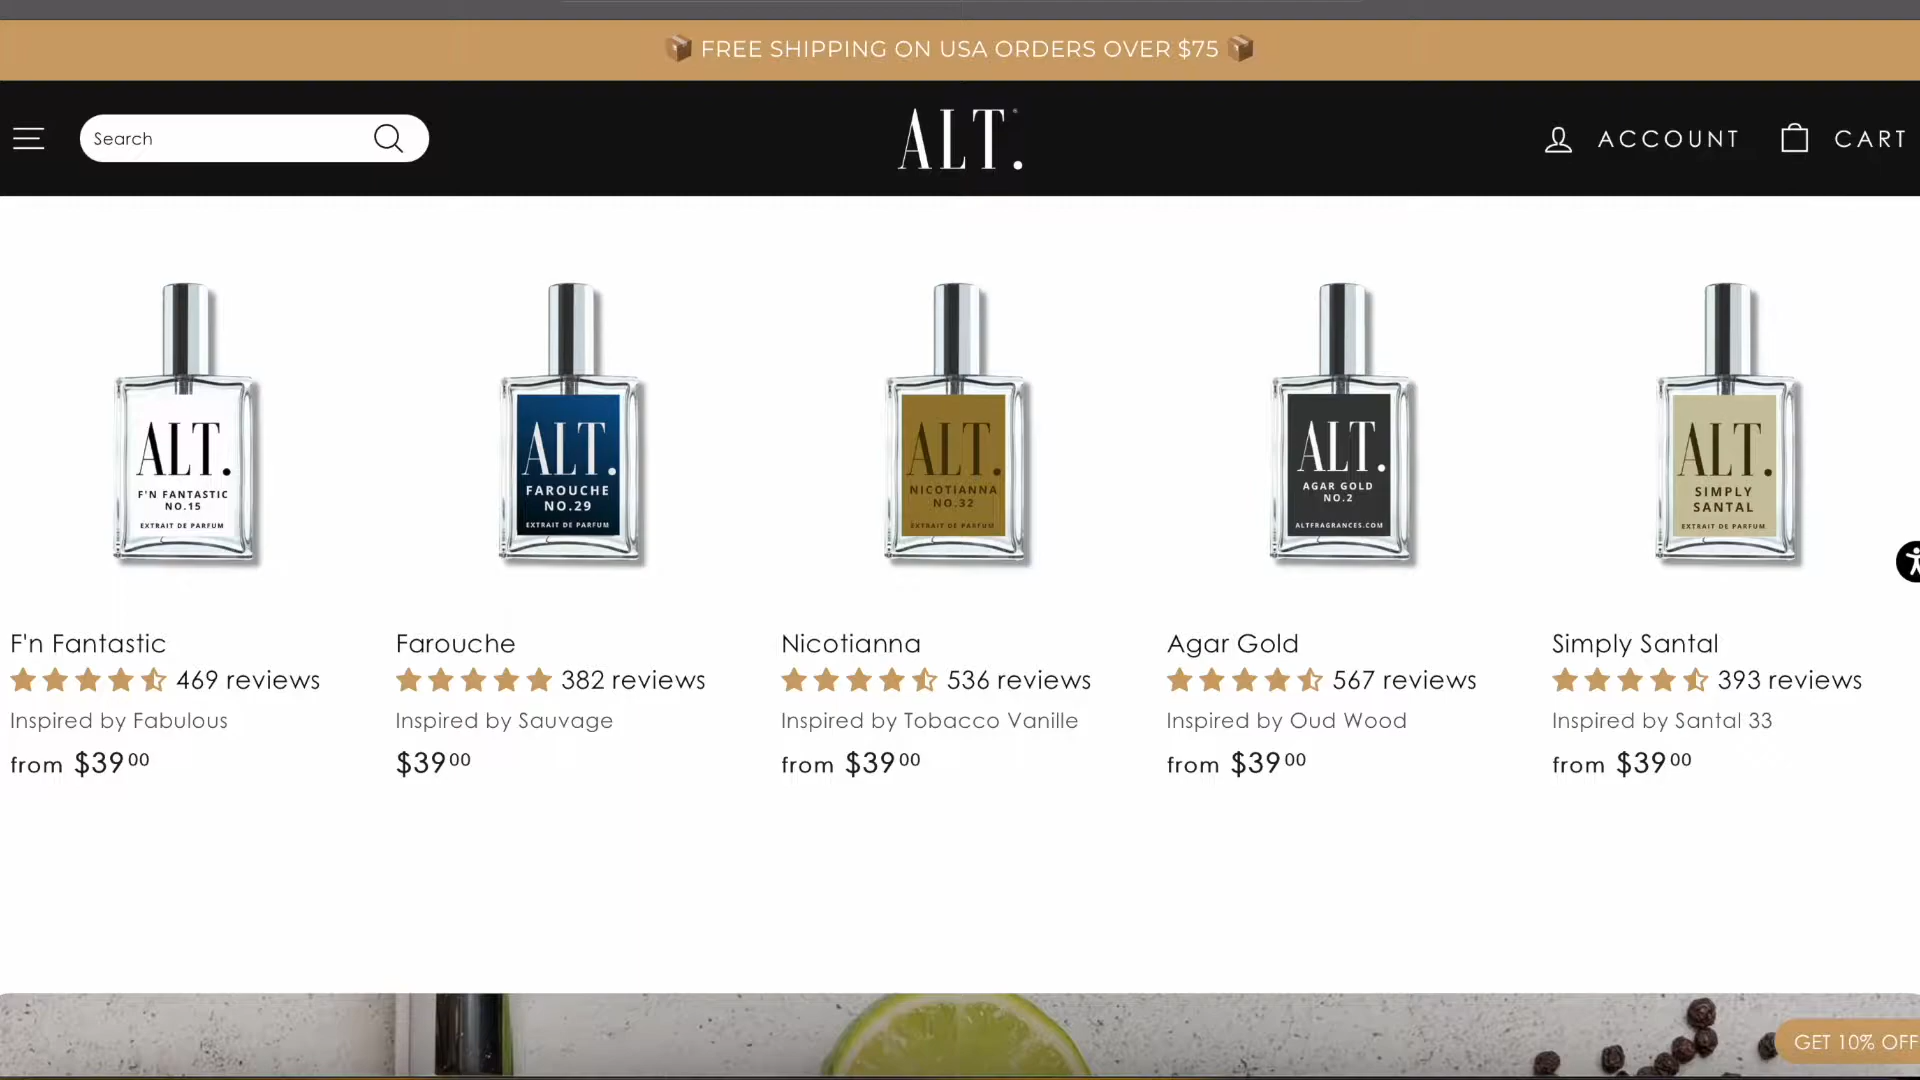 📦 FREE SHIPPING ON USA ORDERS OVER $75 📦
Search
ALT.
ACCOUNT
CART
ALT.
F'N FANTASTIC
NO.15
EXTRAIT DE PARFUM
ALT.
FAROUCHE
NO.29
EXTRAIT DE PARFUM
ALT.
NICOTIANNA
NO.32
EXTRAIT DE PARFUM
ALT.
AGAR GOLD
NO.2
ALTFRAGRANCES.COM
ALT.
SIMPLY
SANTAL
EXTRAIT DE PARFUM
F'n Fantastic
469 reviews
Inspired by Fabulous
from $39.00
Farouche
382 reviews
Inspired by Sauvage
$39.00
Nicotianna
536 reviews
Inspired by Tobacco Vanille
from $39.00
Agar Gold
567 reviews
Inspired by Oud Wood
from $39.00
Simply Santal
393 reviews
Inspired by Santal 33
from $39.00
GET 10% OFF